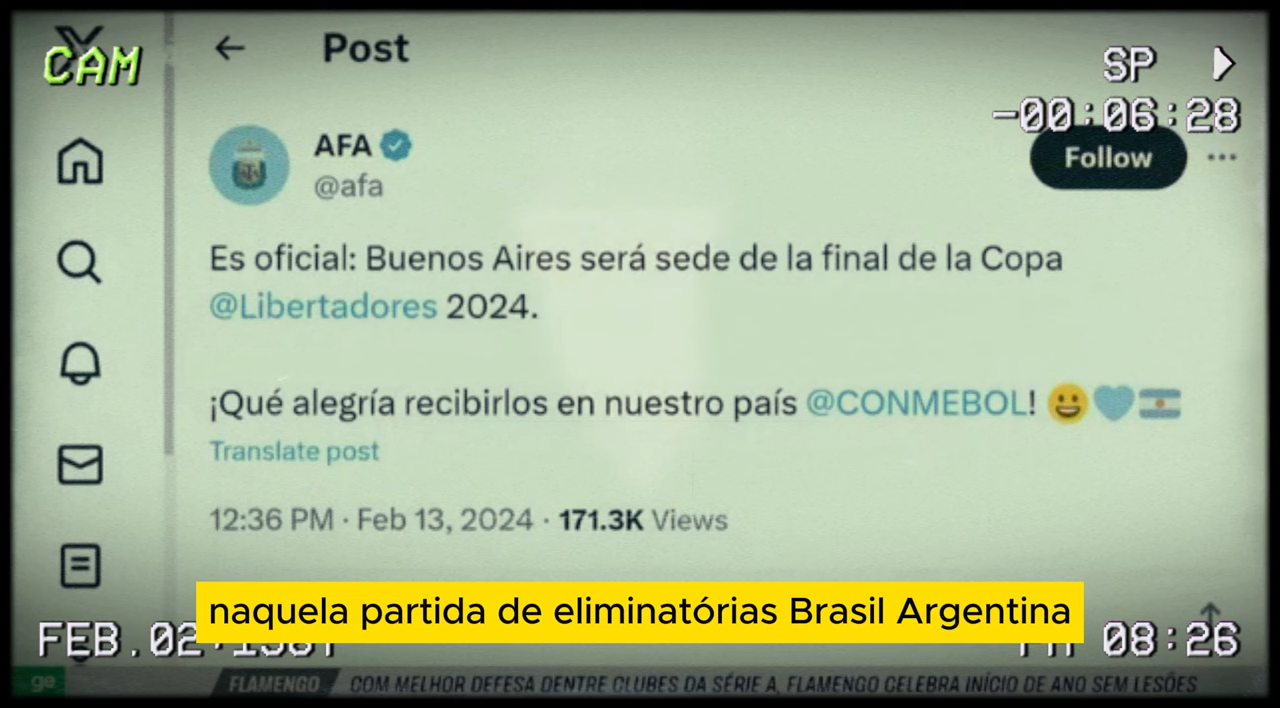 CAM
Post
SP
-00:06:28
AFA
@afa
Follow
Es oficial: Buenos Aires será sede de la final de la Copa
@Libertadores 2024.
¡Qué alegría recibirlos en nuestro país @CONMEBOL! 😀🩵🇦🇷
Translate post
12:36 PM · Feb 13, 2024 · 171.3K Views
naquela partida de eliminatórias Brasil Argentina
FEB.02
08:26
ge
FLAMENGO COM MELHOR DEFESA DENTRE CLUBES DA SÉRIE A, FLAMENGO CELEBRA INÍCIO DE ANO SEM LESÕES